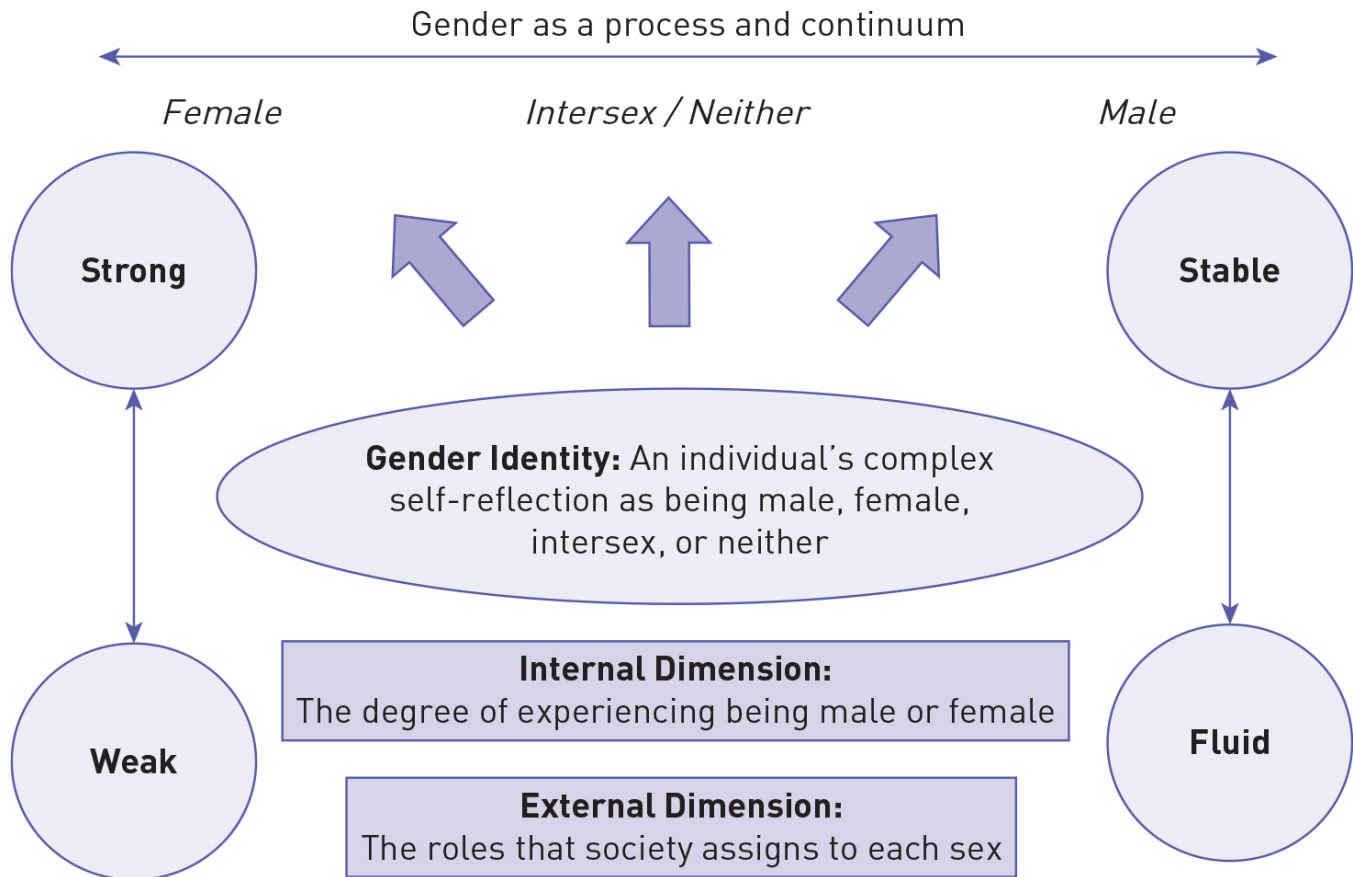 Gender as a process and continuum
Female
Intersex / Neither
Male
Strong
Stable
Gender Identity: An individual’s complex
self-reflection as being male, female,
intersex, or neither
Internal Dimension:
The degree of experiencing being male or female
Weak
Fluid
External Dimension:
The roles that society assigns to each sex